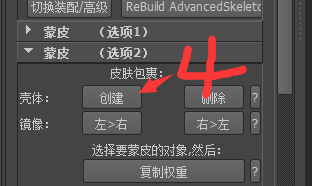 切换装配/高级 ReBuild AdvancedSkelet
蒙皮 (选项1)
蒙皮 (选项2)
皮肤包裹:
壳体: 创建 删除 ?
镜像: 左>右 右>左 ?
选择要蒙皮的对象,然后:
复制权重 ?
4